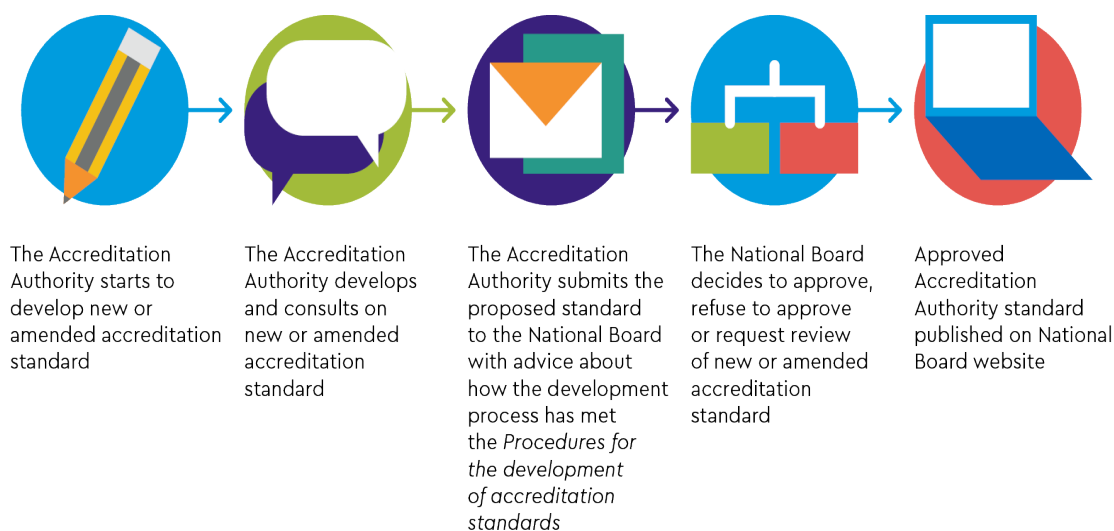 The Accreditation
Authority starts to
develop new or
amended accreditation
standard
The Accreditation
Authority develops
and consults on
new or amended
accreditation
standard
The Accreditation
Authority submits the
proposed standard
to the National Board
with advice about
how the development
process has met
the Procedures for
the development
of accreditation
standards
The National Board
decides to approve,
refuse to approve
or request review
of new or amended
accreditation
standard
Approved
Accreditation
Authority standard
published on National
Board website